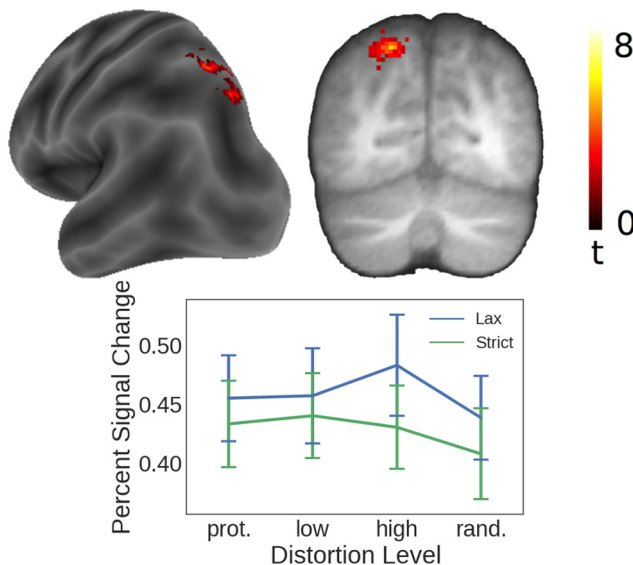 8
0
t
Percent Signal Change
0.50
0.45
0.40
Lax
Strict
prot. low high rand.
Distortion Level